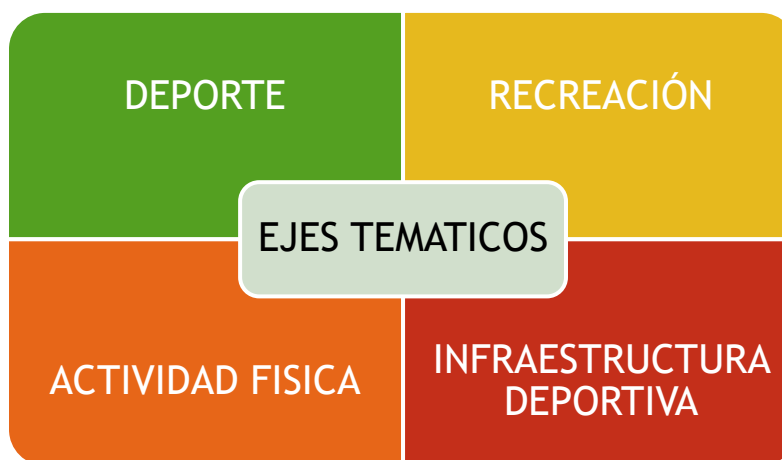 DEPORTE
RECREACIÓN
EJES TEMATICOS
ACTIVIDAD FISICA
INFRAESTRUCTURA
DEPORTIVA